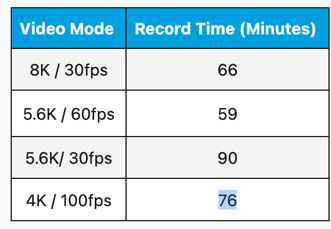 Video Mode Record Time (Minutes)
8K / 30fps 66
5.6K / 60fps 59
5.6K/ 30fps 90
4K / 100fps 76